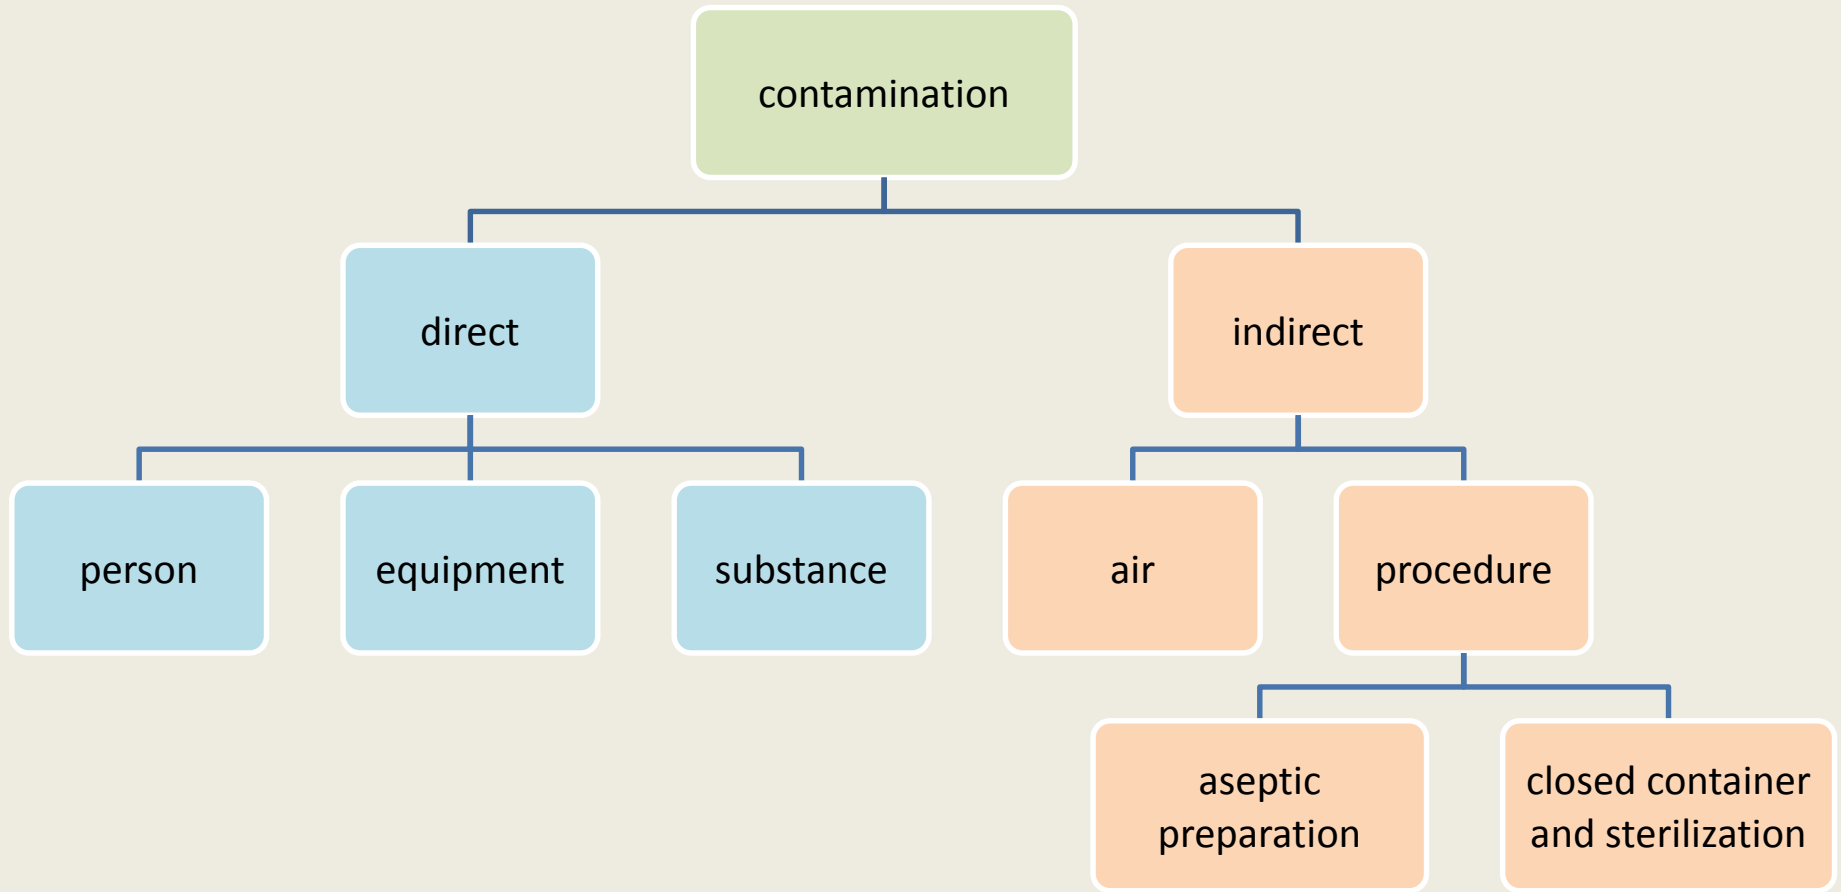 contamination
direct
indirect
person
equipment
substance
air
procedure
aseptic
preparation
closed container
and sterilization